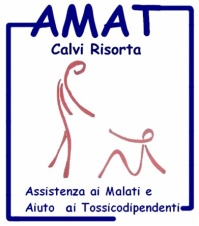 AMAT
Calvi Risorta
Assistenza ai Malati e
Aiuto ai Tossicodipendenti